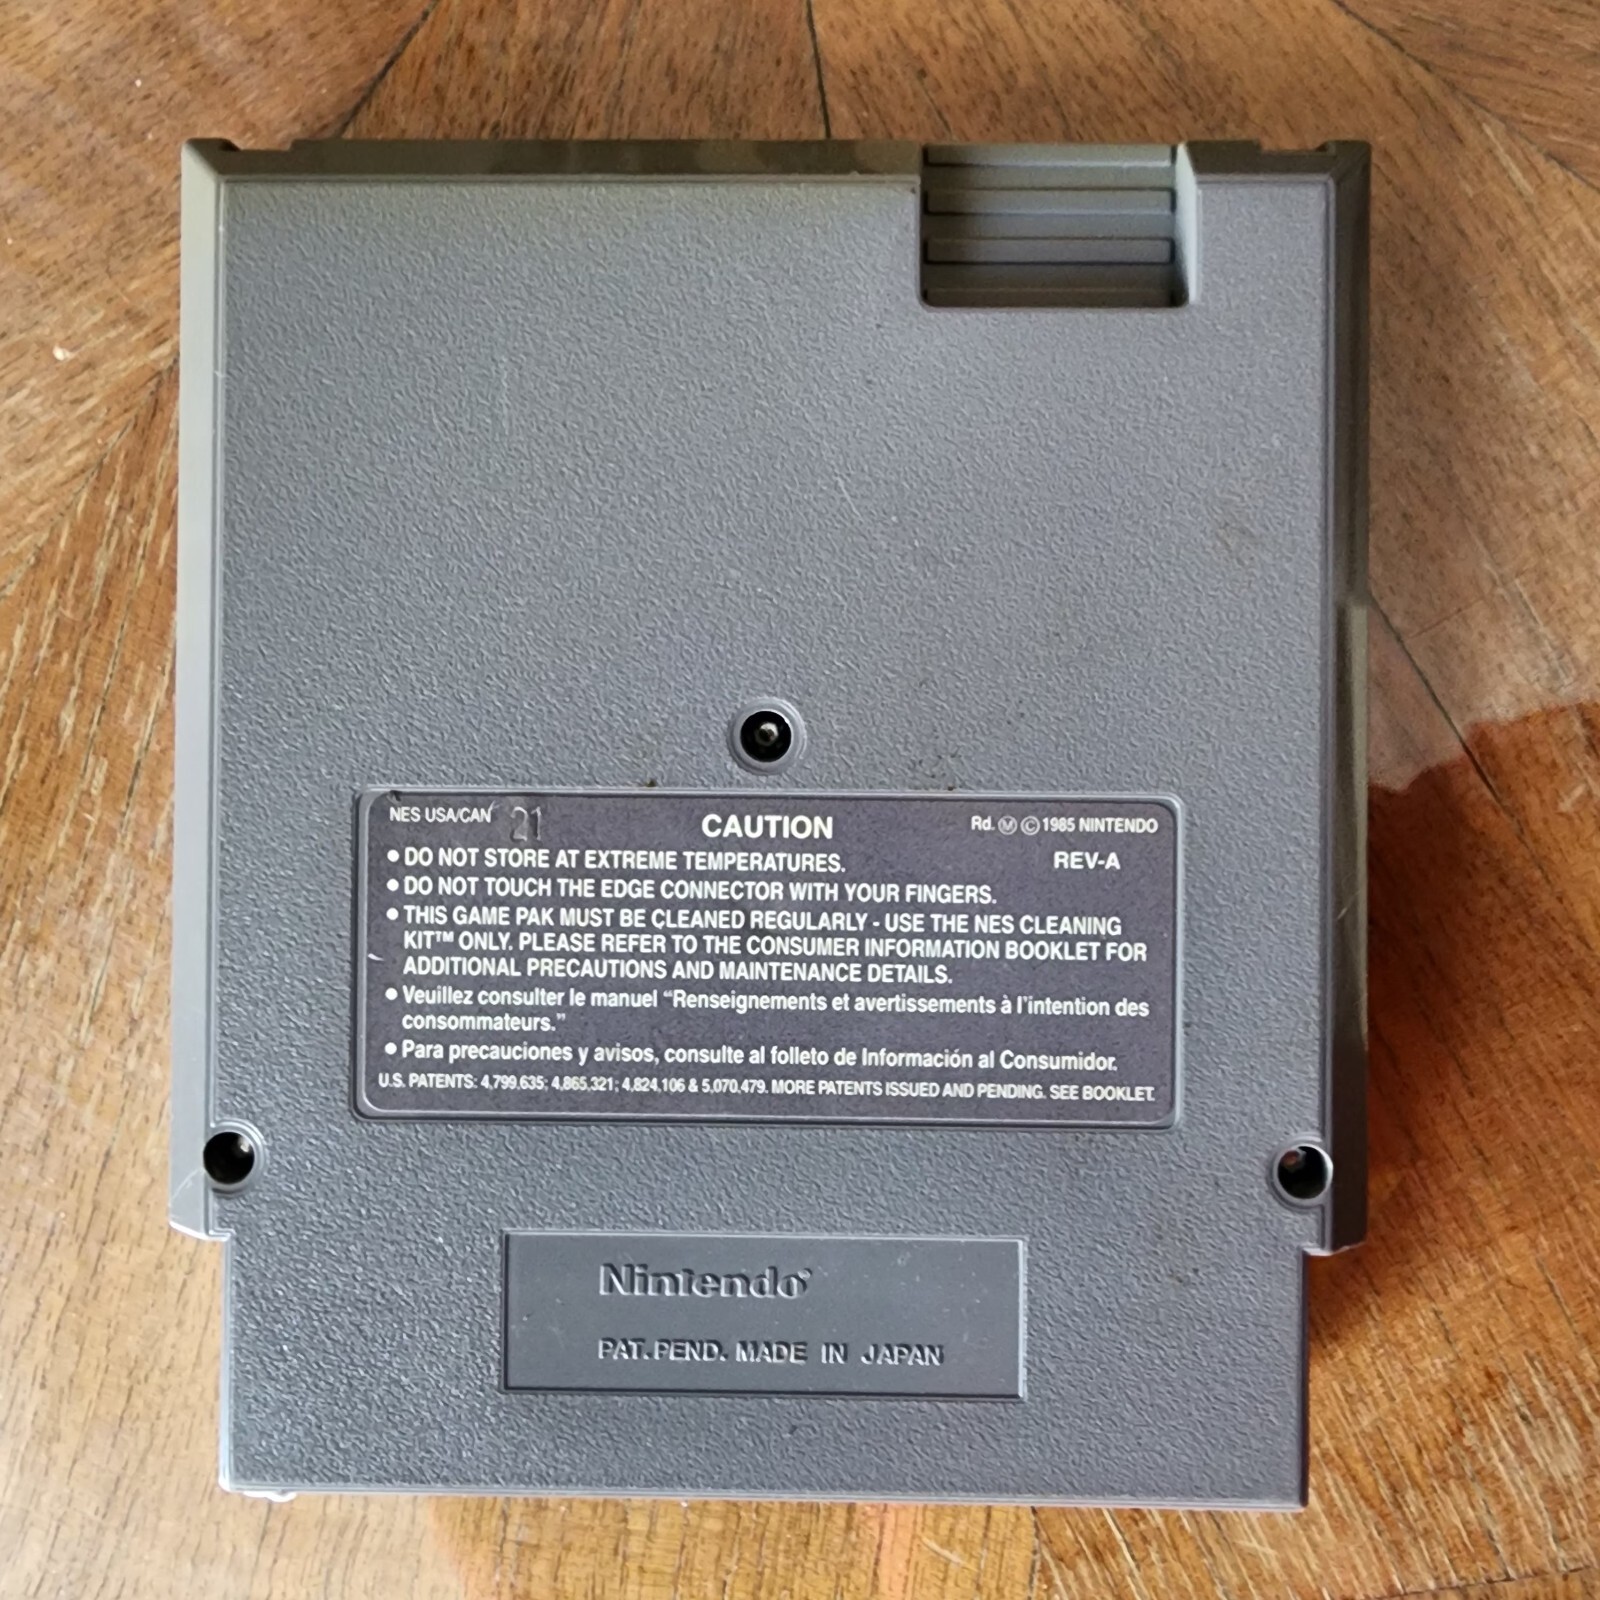 NES USA/CAN 21
CAUTION
Rd. Ⓜ © 1985 NINTENDO
• DO NOT STORE AT EXTREME TEMPERATURES.
REV-A
• DO NOT TOUCH THE EDGE CONNECTOR WITH YOUR FINGERS.
• THIS GAME PAK MUST BE CLEANED REGULARLY - USE THE NES CLEANING
KIT™ ONLY. PLEASE REFER TO THE CONSUMER INFORMATION BOOKLET FOR
ADDITIONAL PRECAUTIONS AND MAINTENANCE DETAILS.
• Veuillez consulter le manuel “Renseignements et avertissements à l'intention des
consommateurs.”
• Para precauciones y avisos, consulte al folleto de Información al Consumidor.
U.S. PATENTS: 4,799,635; 4,865,321; 4,824,106 & 5,070,479. MORE PATENTS ISSUED AND PENDING. SEE BOOKLET.
Nintendo®
PAT. PEND. MADE IN JAPAN